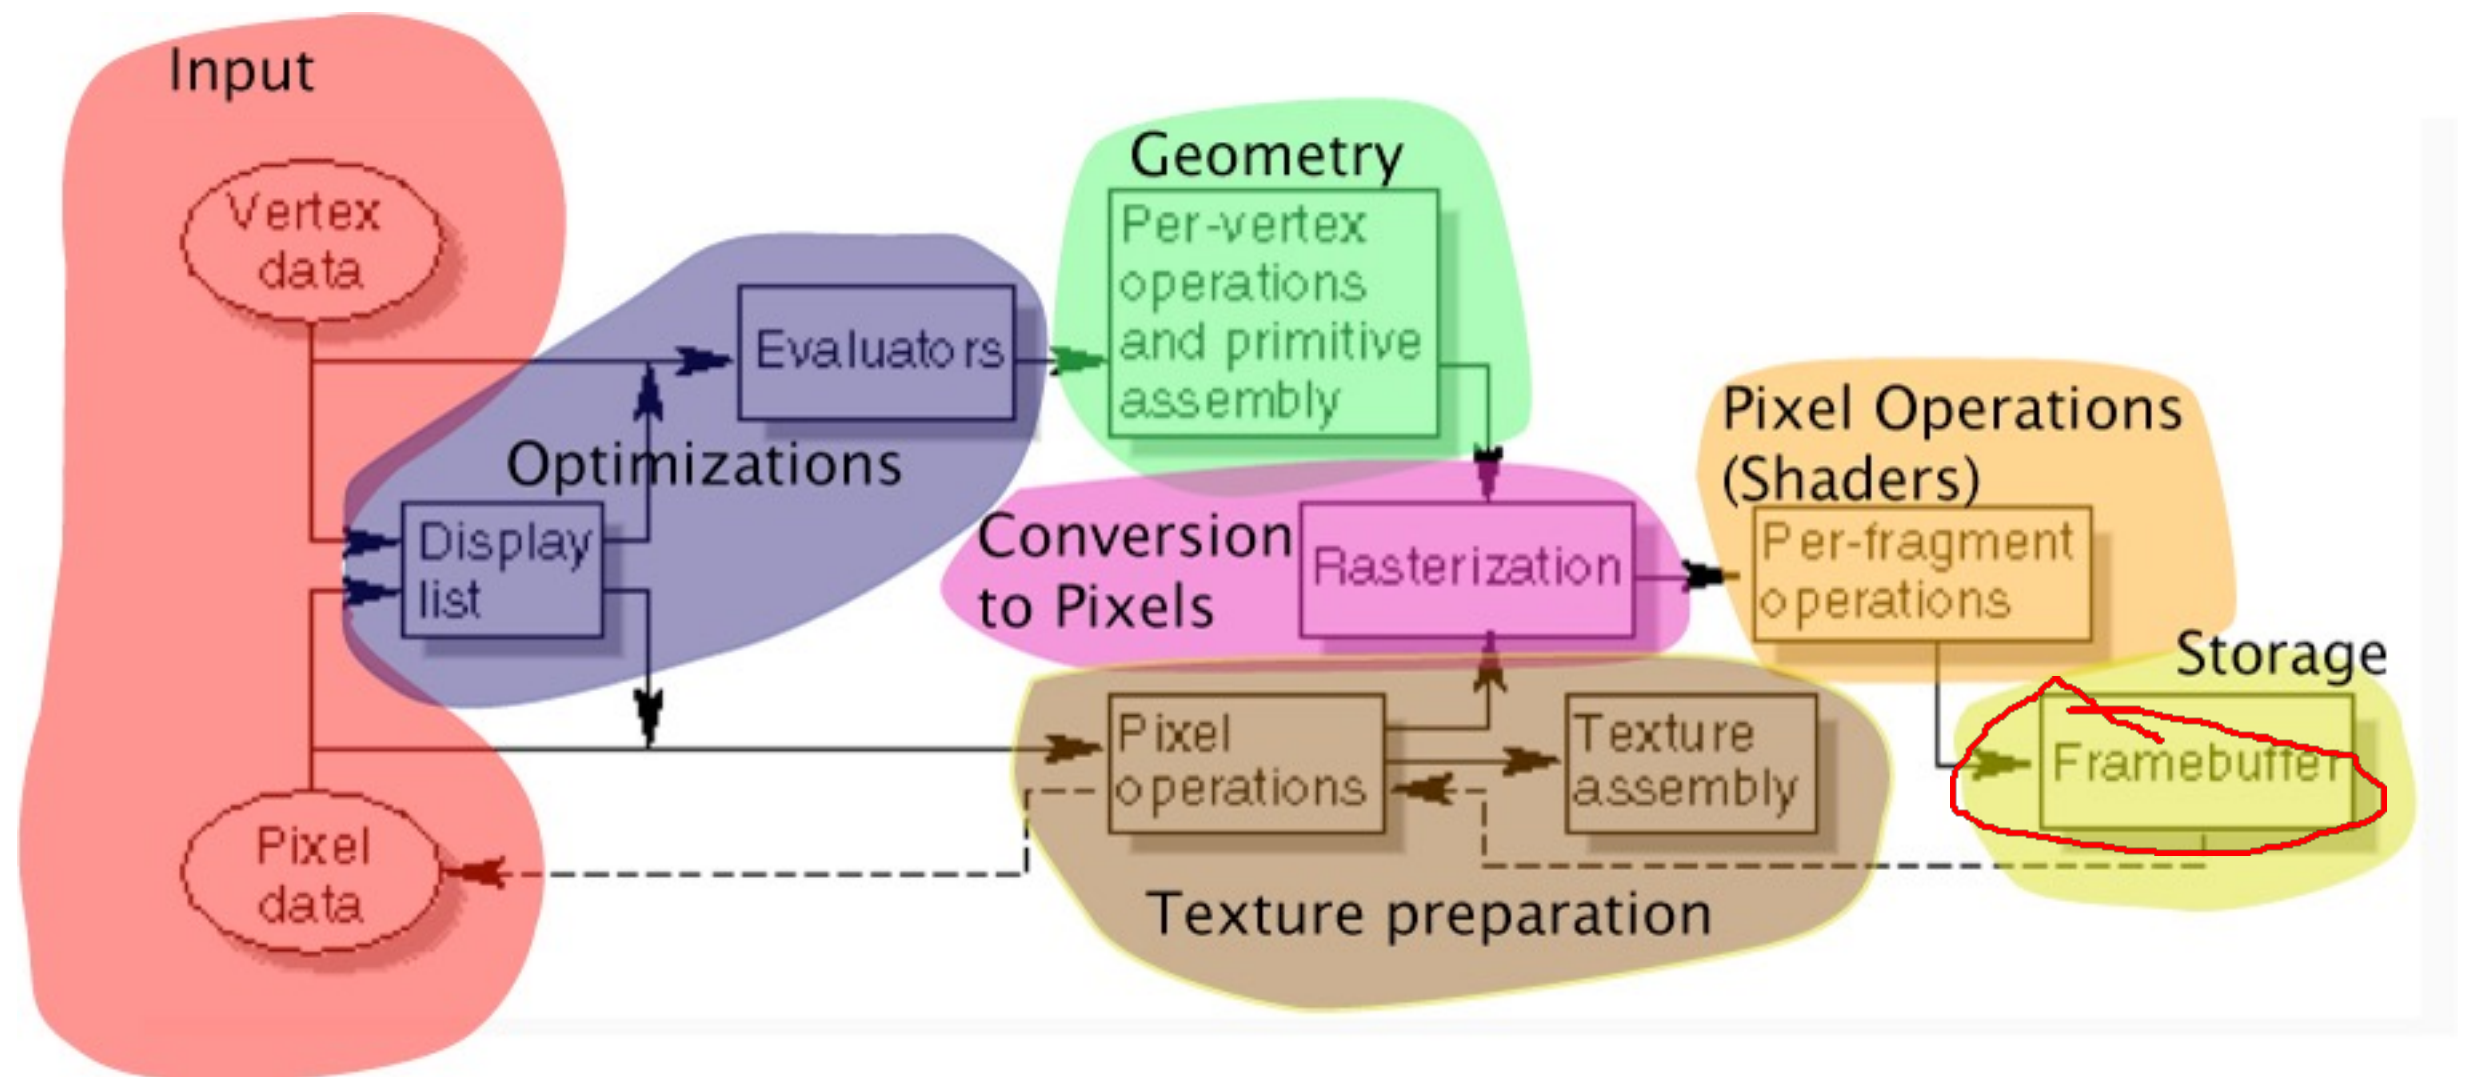 Input
Vertex
data
Evaluators
Optimizations
Display
list
Pixel
data
Geometry
Per-vertex
operations
and primitive
assembly
Conversion
to Pixels
Rasterization
Pixel Operations
(Shaders)
Per-fragment
operations
Storage
Framebuffer
Pixel
operations
Texture
assembly
Texture preparation